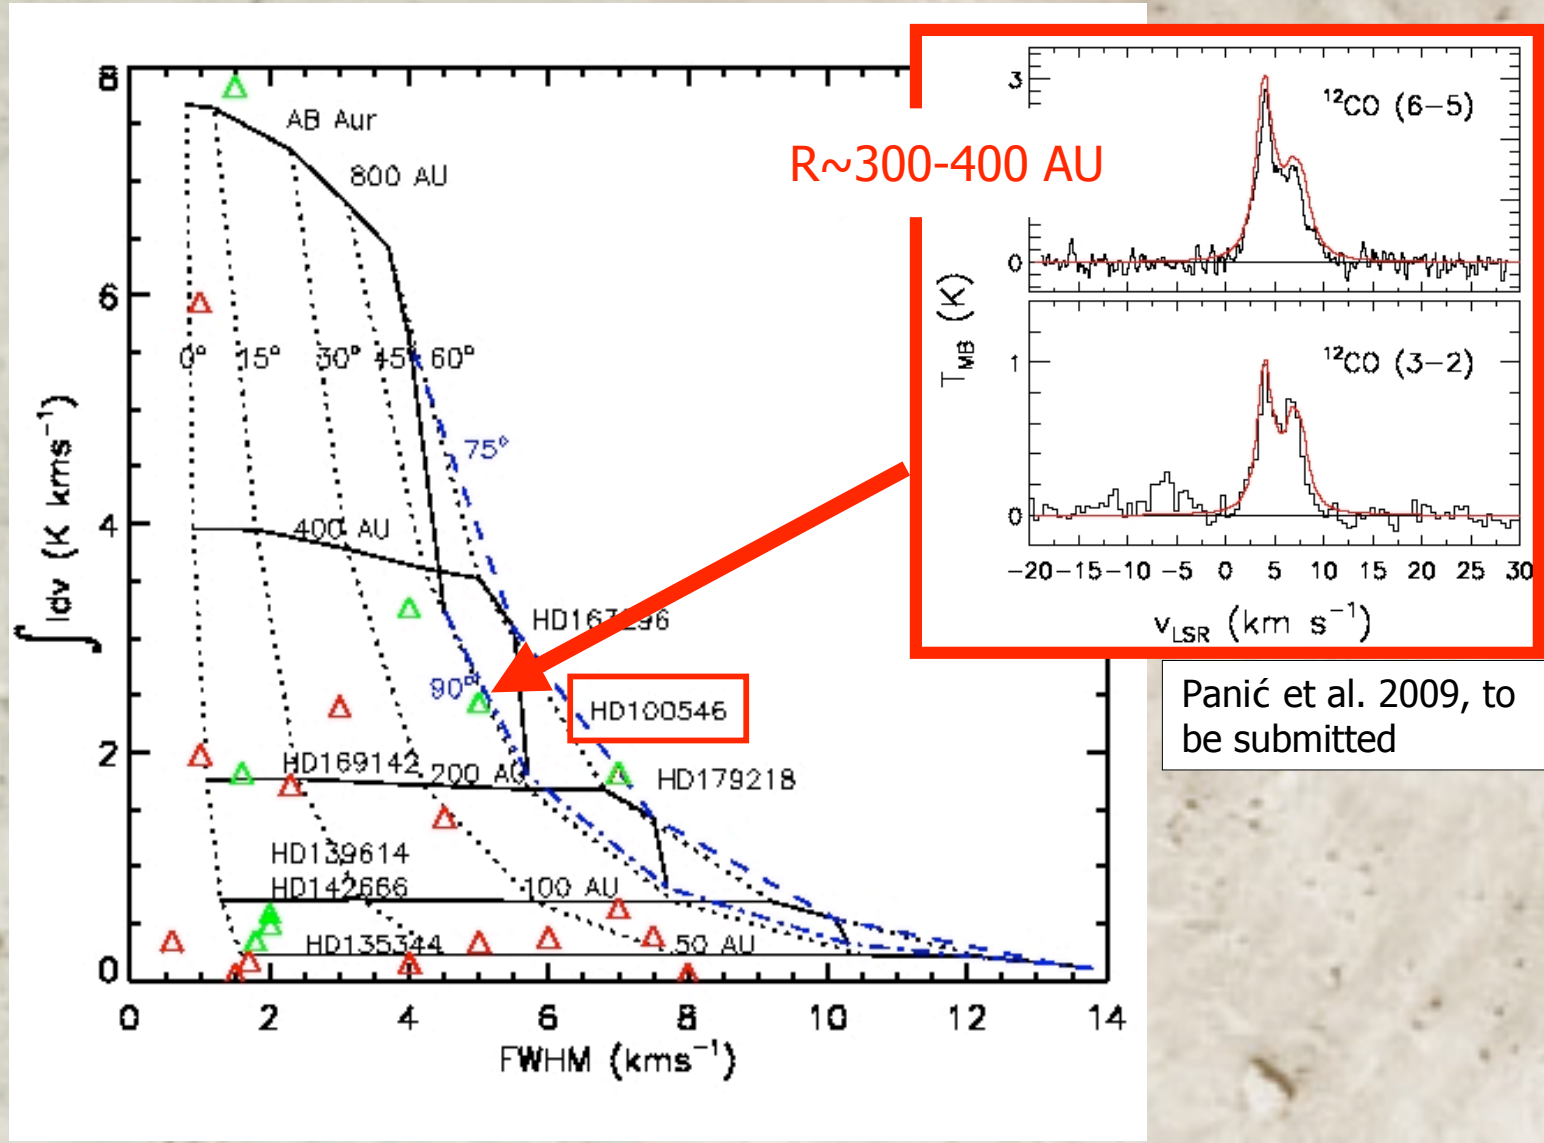 8
6
4
2
0
0 2 4 6 8 10 12 14
FWHM (kms⁻¹)
∫Idv (K kms⁻¹)
AB Aur
800 AU
0° 15° 30° 45° 60°
75°
400 AU
HD163296
90°
HD100546
HD169142
200 AU
HD179218
HD139614
HD142666
100 AU
HD135344
50 AU
R~300-400 AU
3
0
¹²CO (6−5)
1
0
¹²CO (3−2)
T_MB (K)
−20 −15 −10 −5 0 5 10 15 20 25 30
v_LSR (km s⁻¹)
Panić et al. 2009, to
be submitted